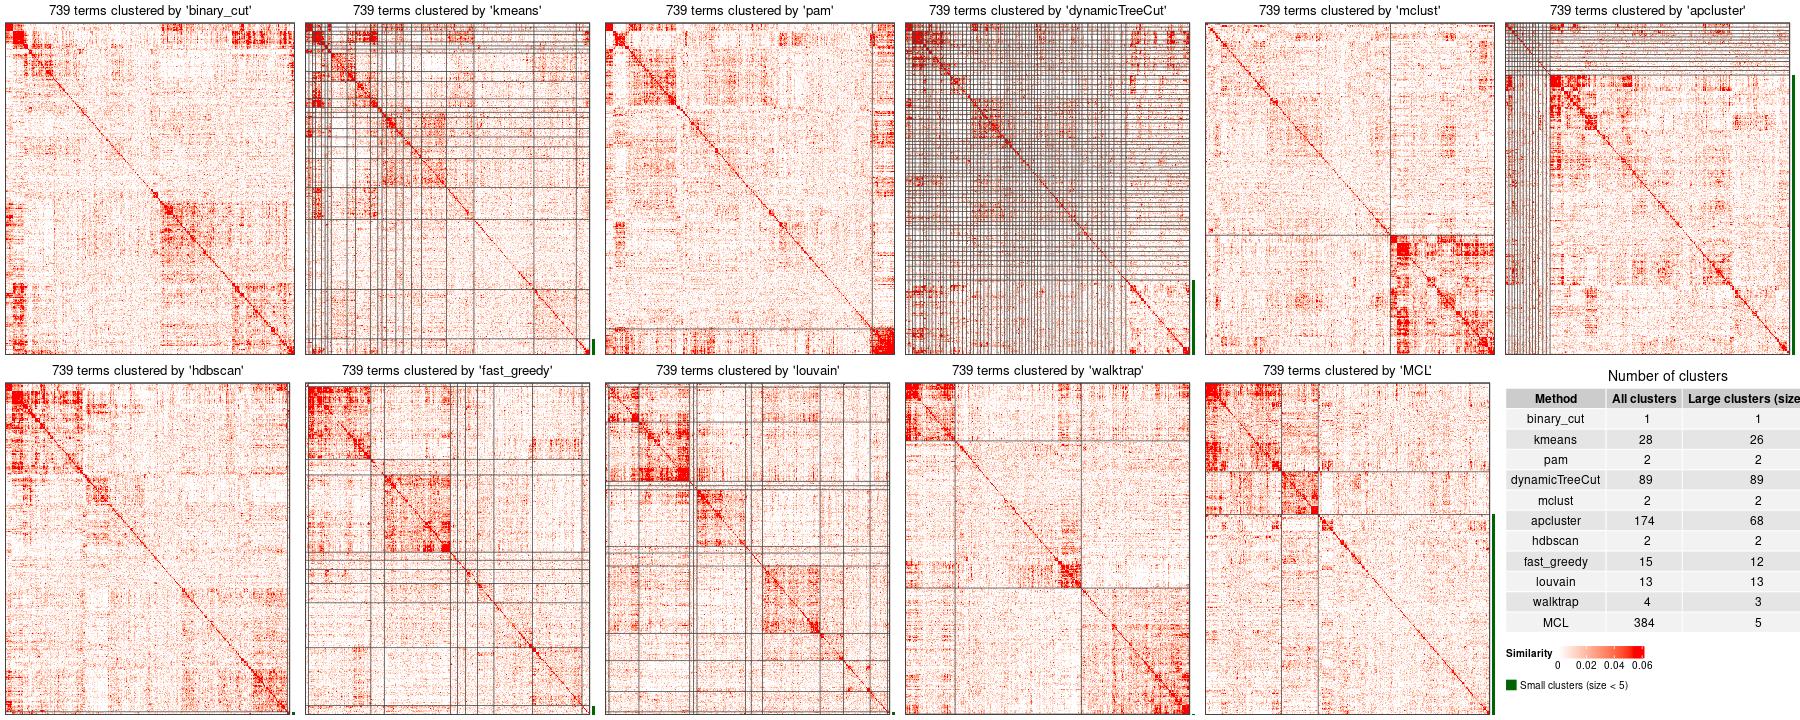 739 terms clustered by 'binary_cut'
739 terms clustered by 'kmeans'
739 terms clustered by 'pam'
739 terms clustered by 'dynamicTreeCut'
739 terms clustered by 'mclust'
739 terms clustered by 'apcluster'
739 terms clustered by 'hdbscan'
739 terms clustered by 'fast_greedy'
739 terms clustered by 'louvain'
739 terms clustered by 'walktrap'
739 terms clustered by 'MCL'
Number of clusters
Method All clusters Large clusters (size
binary_cut 1 1
kmeans 28 26
pam 2 2
dynamicTreeCut 89 89
mclust 2 2
apcluster 174 68
hdbscan 2 2
fast_greedy 15 12
louvain 13 13
walktrap 4 3
MCL 384 5
Similarity
0 0.02 0.04 0.06
Small clusters (size < 5)